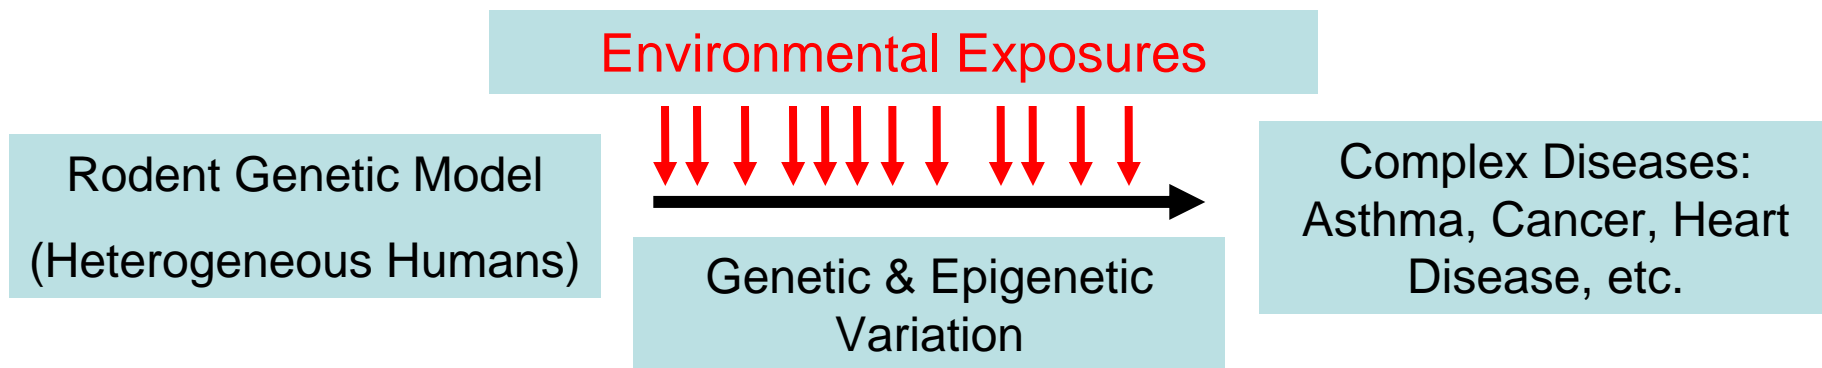 Environmental Exposures
Rodent Genetic Model
(Heterogeneous Humans)
Genetic & Epigenetic
Variation
Complex Diseases:
Asthma, Cancer, Heart
Disease, etc.